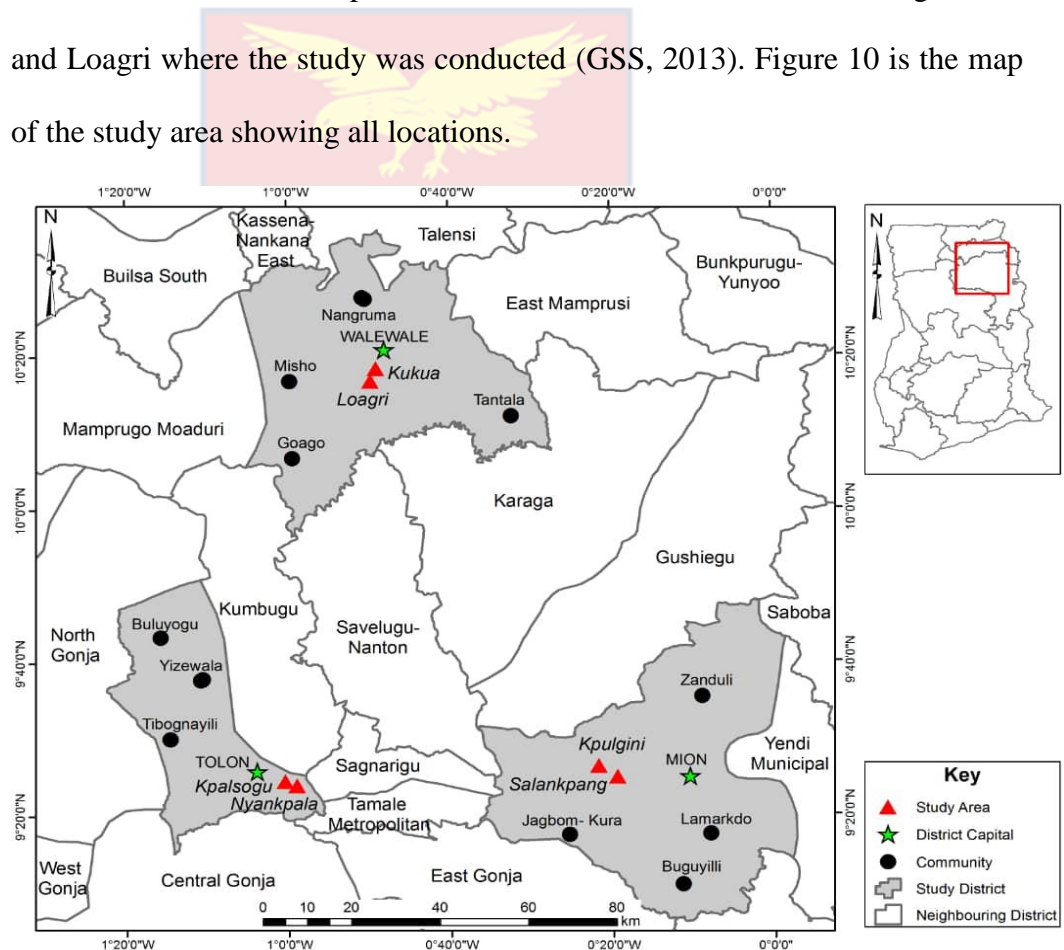 and Loagri where the study was conducted (GSS, 2013). Figure 10 is the map
of the study area showing all locations.
1°20'0"W 1°0'0"W 0°40'0"W 0°20'0"W 0°0'0"
N
Kassena-
Nankana
East
Talensi
Builsa South
Bunkpurugu-
Yunyoo
East Mamprusi
Nangruma
WALEWALE
10°20'0"N
10°20'0"N
Misho
Kukua
Loagri
Tantala
Mamprugo Moaduri
Goago
Karaga
10°0'0"N
10°0'0"N
Gushiegu
Kumbugu
Saboba
Buluyogu
Savelugu-
Nanton
North
Gonja
Yizewala
9°40'0"N
9°40'0"N
Zanduli
Tibognayili
Kpulgini
Yendi
Municipal
TOLON
Sagnarigu
MION
Kpalsogu
Salankpang
Nyankpala
Tamale
Metropolitan
Jagbom- Kura
Lamarkdo
9°20'0"N
9°20'0"N
West
Gonja
Central Gonja
East Gonja
Buguyilli
0 10 20 40 60 80
km
1°20'0"W 1°0'0"W 0°40'0"W 0°20'0"W 0°0'0"
N
Key
Study Area
District Capital
Community
Study District
Neighbouring District